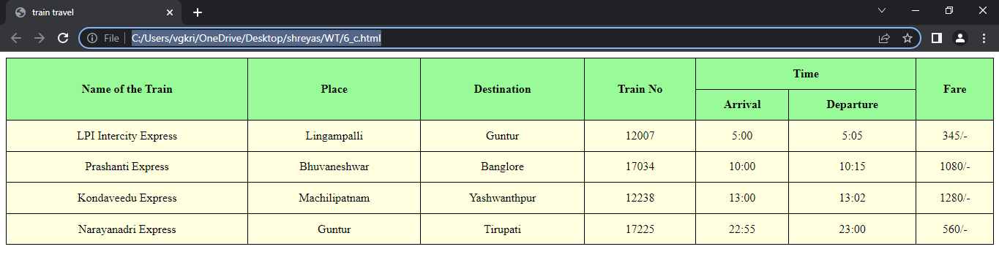 train travel
File C:/Users/vgkri/OneDrive/Desktop/shreyas/WT/6_c.html
Name of the Train Place Destination Train No Time Fare
Arrival Departure
LPI Intercity Express Lingampalli Guntur 12007 5:00 5:05 345/-
Prashanti Express Bhuvaneshwar Banglore 17034 10:00 10:15 1080/-
Kondaveedu Express Machilipatnam Yashwanthpur 12238 13:00 13:02 1280/-
Narayanadri Express Guntur Tirupati 17225 22:55 23:00 560/-